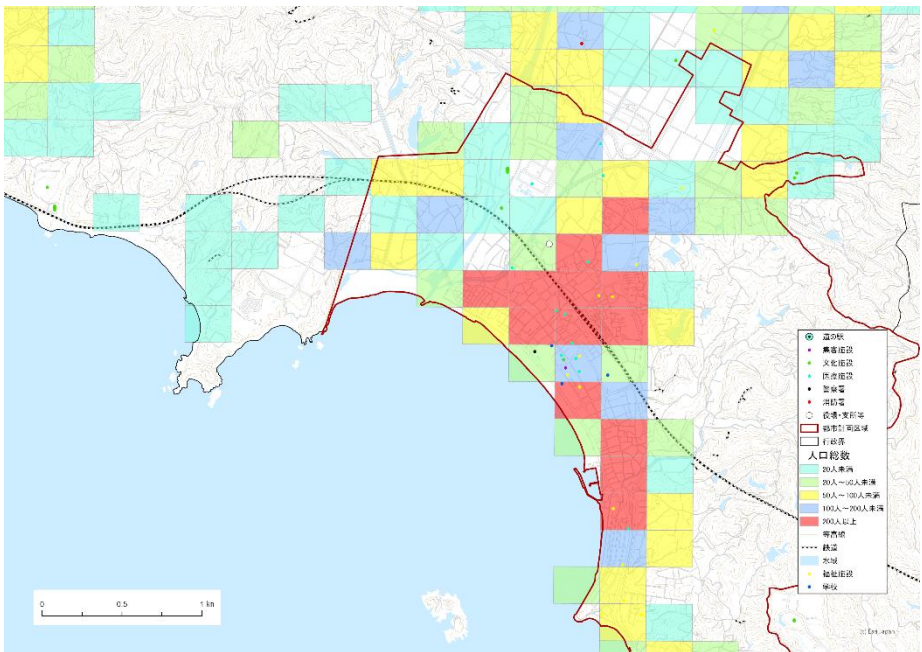 道の駅
集客施設
文化施設
医療施設
警察署
消防署
役場・支所等
都市計画区域
行政界
人口総数
20人未満
20人～50人未満
50人～100人未満
100人～200人未満
200人以上
等高線
鉄道
水域
福祉施設
学校
0 0.5 1 km
(c) Esri Japan